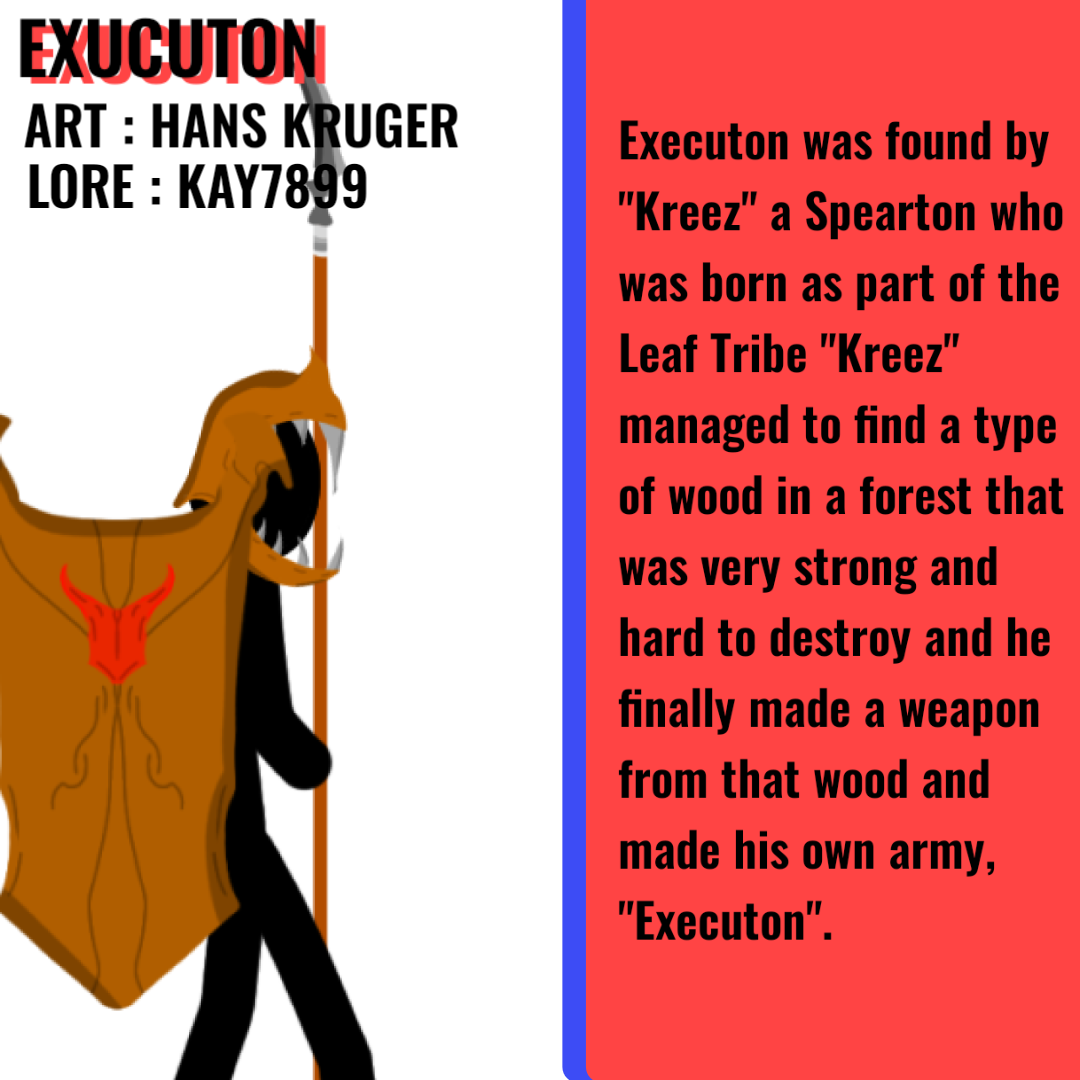 EXUCUTON
ART : HANS KRUGER
LORE : KAY7899
Executon was found by
"Kreez" a Spearton who
was born as part of the
Leaf Tribe "Kreez"
managed to find a type
of wood in a forest that
was very strong and
hard to destroy and he
finally made a weapon
from that wood and
made his own army,
"Executon".